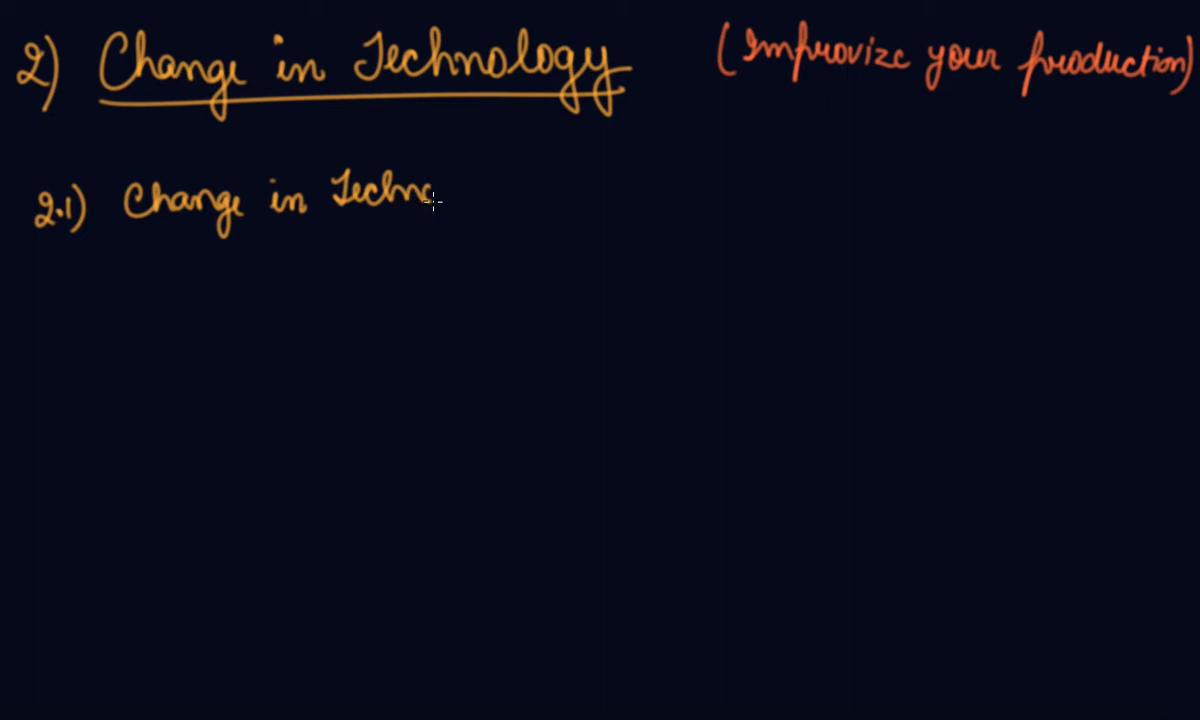 2) Change in Technology (Improvize your production)
2.1) Change in Techno